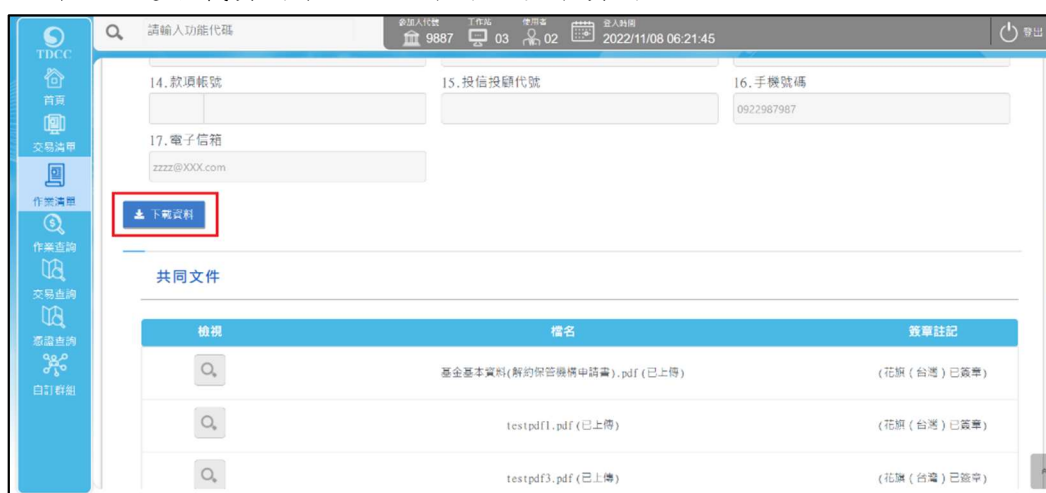 TDCC
請輸入功能代碼
參加人代號 9887
工作站 03
使用者 02
登入時間 2022/11/08 06:21:45
登出
首頁
交易清單
作業清單
作業查詢
交易查詢
憑證查詢
自訂群組
14.款項帳號
15.投信投顧代號
16.手機號碼
0922987987
17.電子信箱
zzzz@XXX.com
下載資料
共同文件
檢視 檔名 簽章註記
基金基本資料(解約保管機構申請書).pdf(已上傳) (花旗(台灣)已簽章)
testpdf1.pdf(已上傳) (花旗(台灣)已簽章)
testpdf3.pdf(已上傳) (花旗(台灣)已簽章)